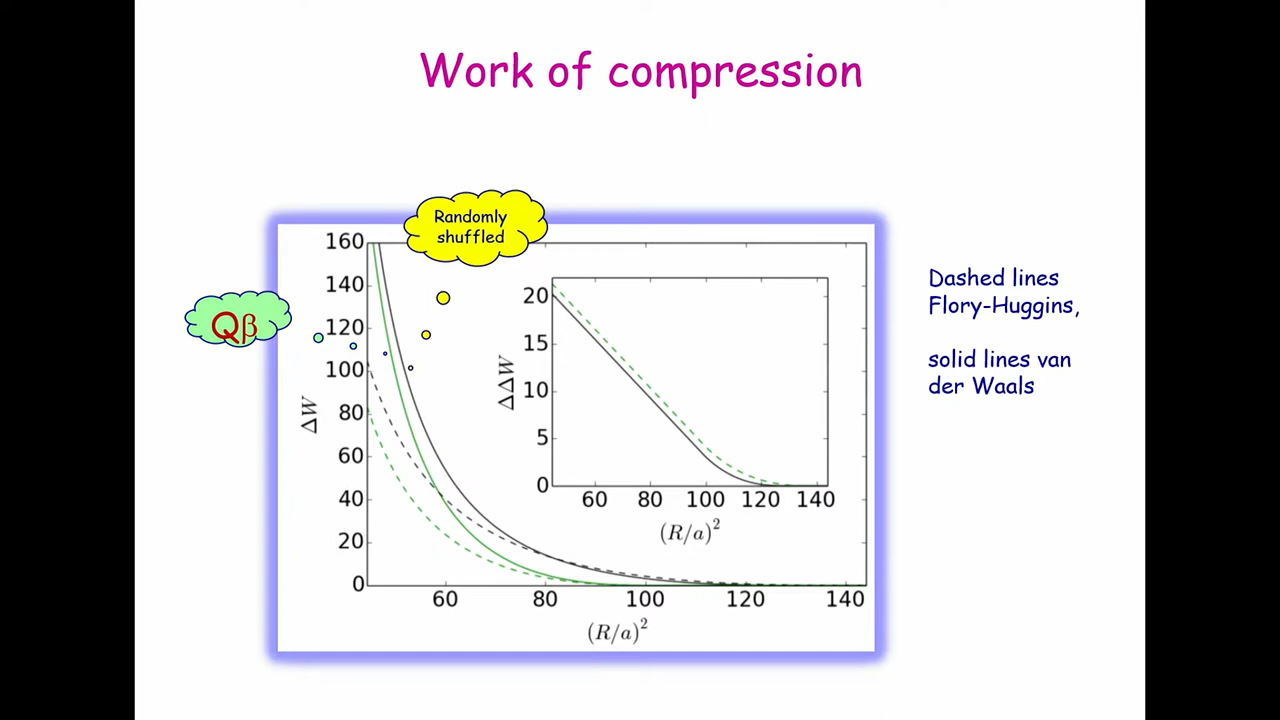 Work of compression
Randomly
shuffled
Qβ
Dashed lines
Flory-Huggins,
solid lines van
der Waals
160
140
120
100
80
60
40
20
0
ΔW
60 80 100 120 140
(R/a)²
20
15
10
5
0
ΔΔW
60 80 100 120 140
(R/a)²